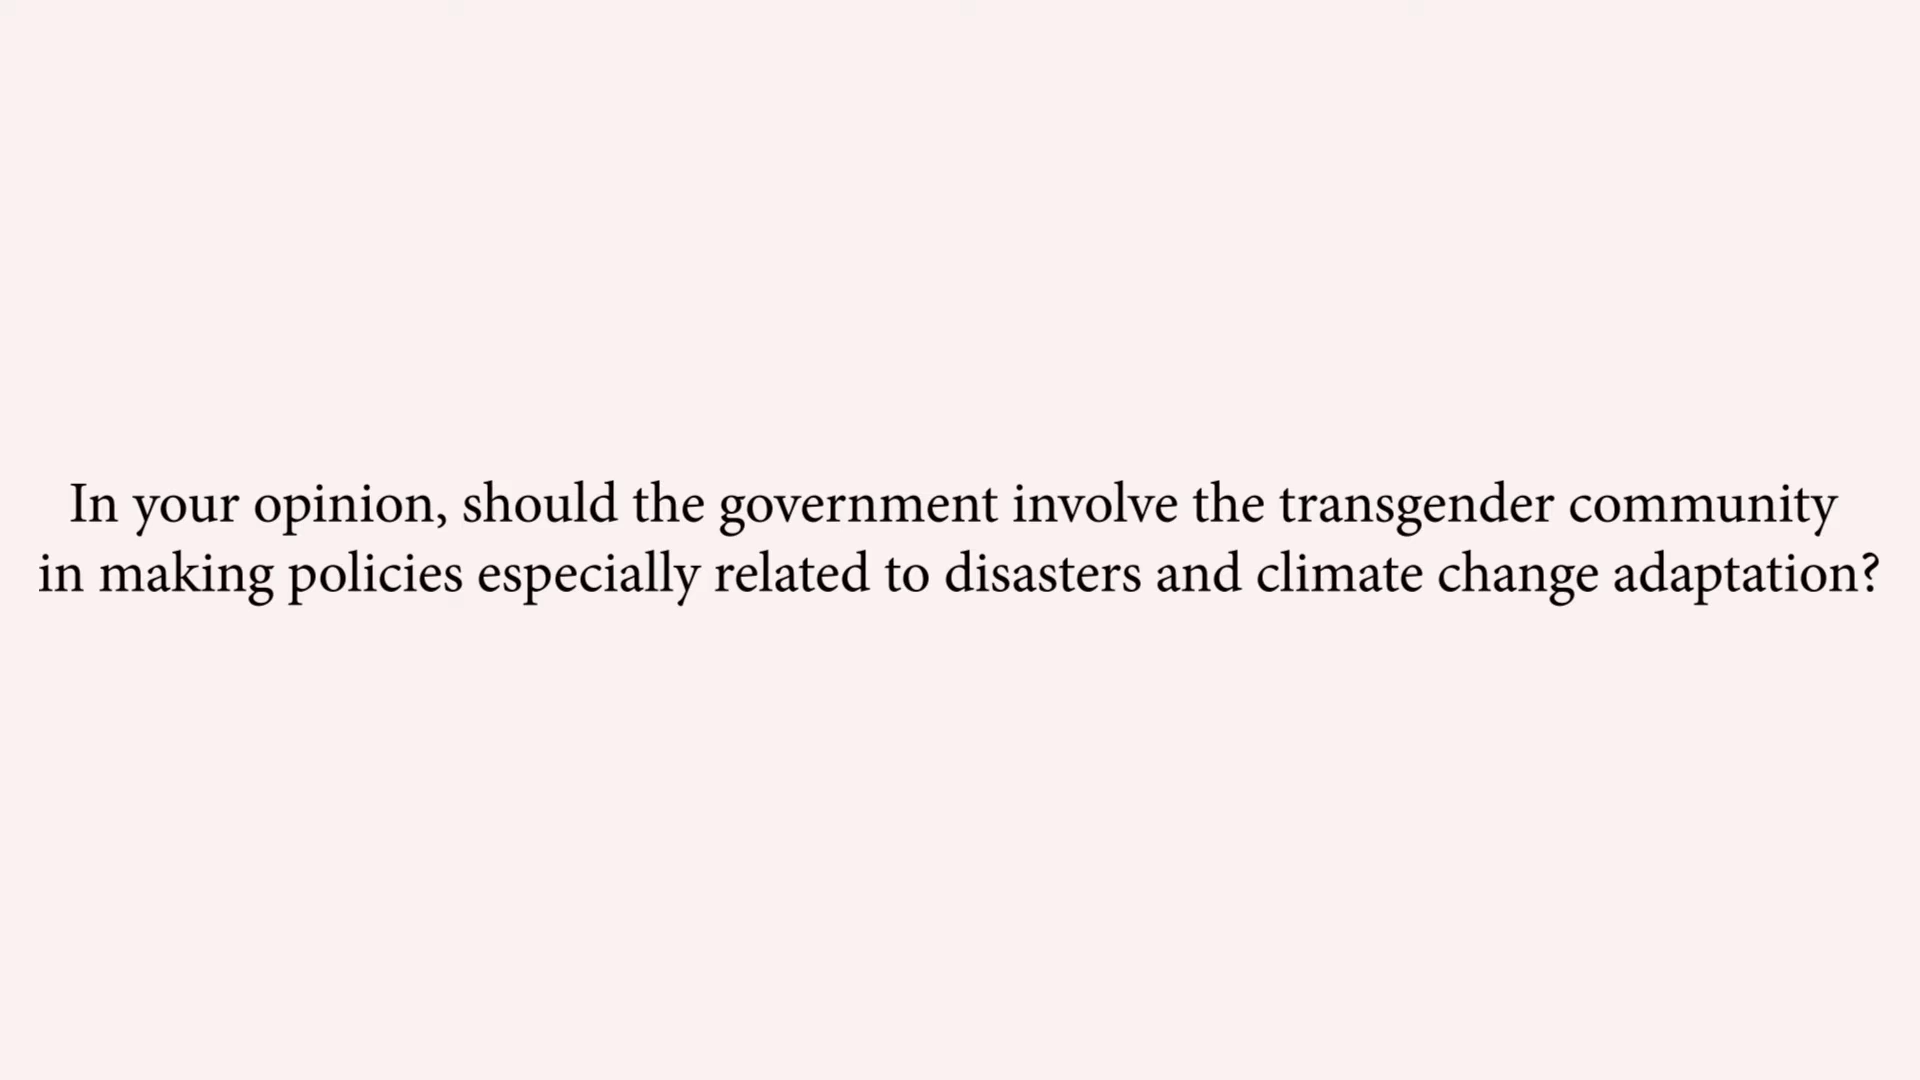 In your opinion, should the government involve the transgender community
in making policies especially related to disasters and climate change adaptation?